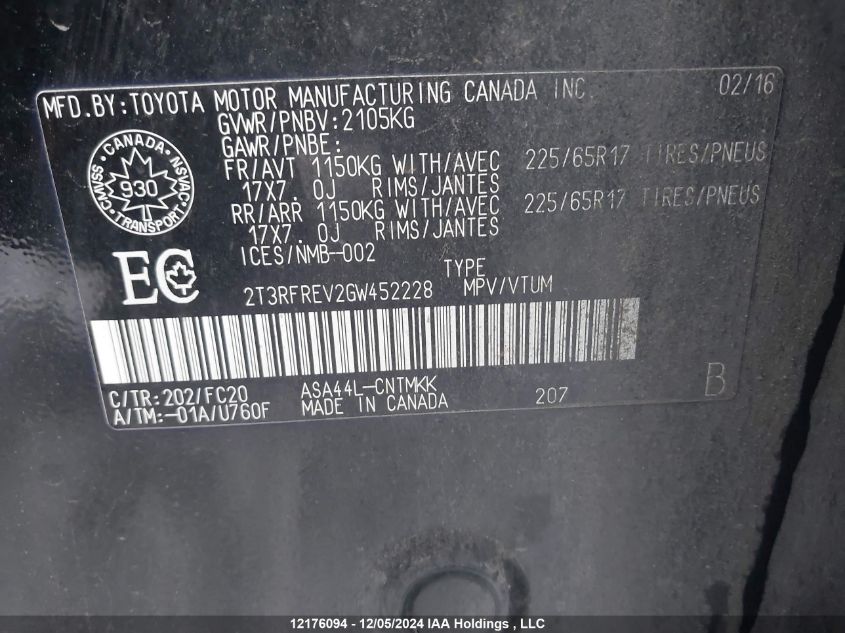 MFD.BY:TOYOTA MOTOR MANUFACTURING CANADA INC. 02/16
GVWR/PNBV:2105KG
GAWR/PNBE:
FR/AVT 1150KG WITH/AVEC 225/65R17 TIRES/PNEUS
17X7.0J RIMS/JANTES
RR/ARR 1150KG WITH/AVEC 225/65R17 TIRES/PNEUS
17X7.0J RIMS/JANTES
ICES/NMB-002
CANADA
CMVSS NSVAC
930
TRANSPORT
EC
TYPE
2T3RFREV2GW452228 MPV/VTUM
C/TR:202/FC20 ASA44L-CNTMKK
A/TM:-01A/U760F MADE IN CANADA 207 B
12176094 - 12/05/2024 IAA Holdings , LLC